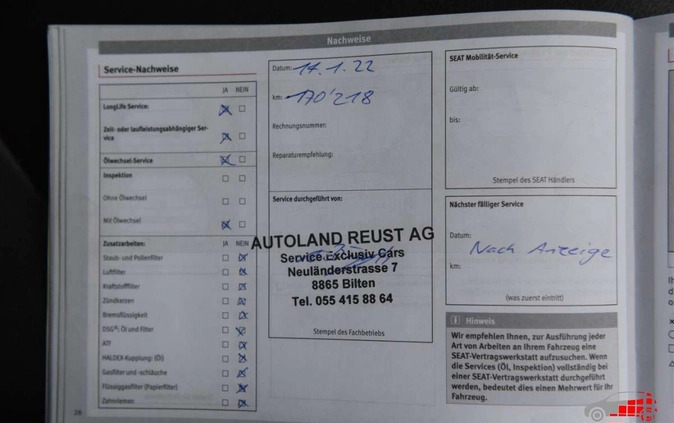 Nachweise
Service-Nachweise
JA NEIN
LongLife Service:
Zeit- oder laufleistungsabhängiger Ser-
vice
Ölwechsel-Service
Inspektion
Ohne Ölwechsel
Mit Ölwechsel
Zusatzarbeiten: JA NEIN
Staub- und Pollenfilter
Luftfilter
Kraftstofffilter
Zündkerzen
Bremsflüssigkeit
DSG®: Öl und Filter
ATF
HALDEX-Kupplung: (Öl)
Gasfilter und -schläuche
Flüssiggasfilter (Papierfilter)
Zahnriemen
28
Datum: 14.1.22
km: 170'218
Rechnungsnummer:
Reparaturempfehlung:
Service durchgeführt von:
AUTOLAND REUST AG
Service Exclusiv Cars
Neuländerstrasse 7
8865 Bilten
Tel. 055 415 88 64
Stempel des Fachbetriebs
SEAT Mobilität-Service
Gültig ab:
bis:
Stempel des SEAT Händlers
Nächster fälliger Service
Datum: Nach Anzeige
km:
(was zuerst eintritt)
i Hinweis
Wir empfehlen Ihnen, zur Ausführung jeder
Art von Arbeiten an Ihrem Fahrzeug eine
SEAT-Vertragswerkstatt aufzusuchen. Wenn
die Services (Öl, Inspektion) vollständig bei
einer SEAT-Vertragswerkstatt durchgeführt
werden, bedeutet dies einen Mehrwert für Ihr
Fahrzeug.